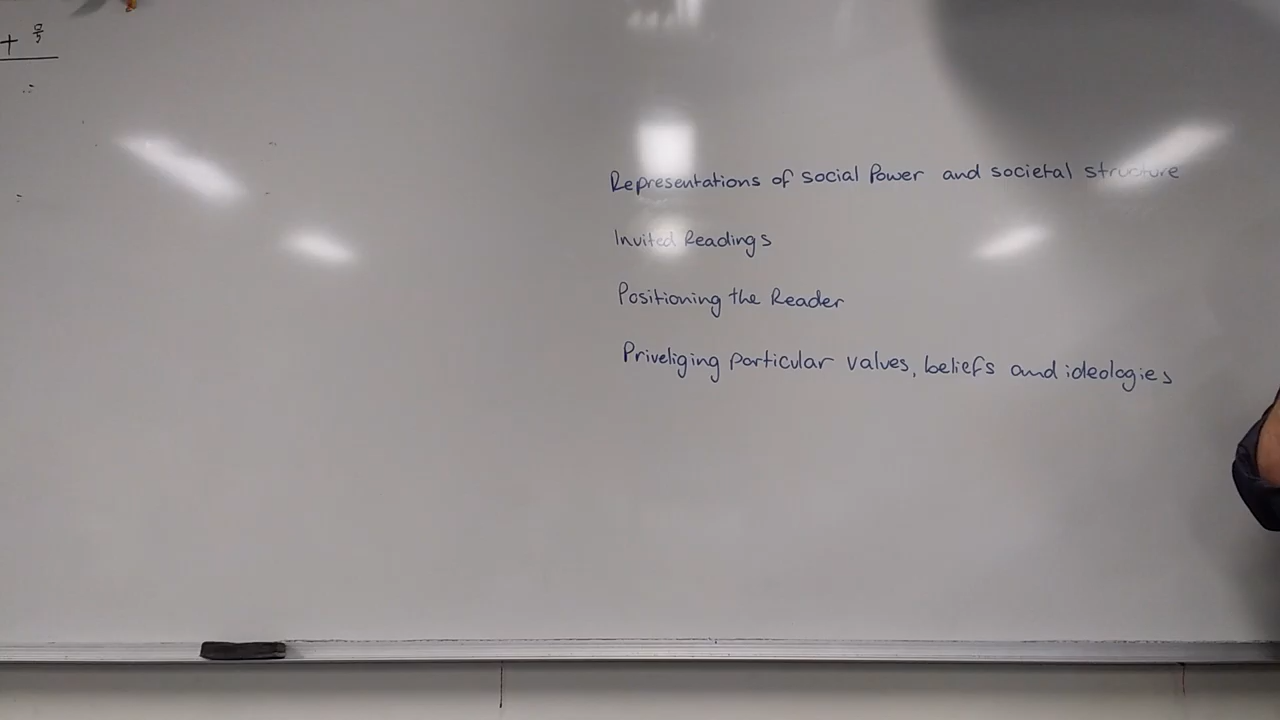 Representations of social Power and societal structure
Invited Readings
Positioning the Reader
Priveliging particular values, beliefs and ideologies